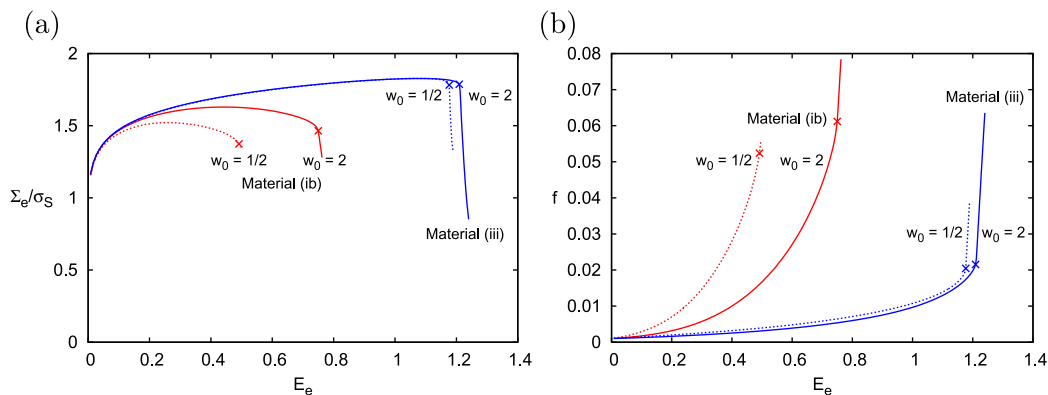 (a)
2
1.5
1
0.5
0
Σe/σS
w0 = 1/2
w0 = 2
w0 = 1/2
w0 = 2
Material (ib)
Material (iii)
0 0.2 0.4 0.6 0.8 1 1.2 1.4
Ee
(b)
0.08
0.07
0.06
0.05
0.04
0.03
0.02
0.01
0
f
Material (iii)
Material (ib)
w0 = 1/2
w0 = 2
w0 = 1/2
w0 = 2
0 0.2 0.4 0.6 0.8 1 1.2 1.4
Ee